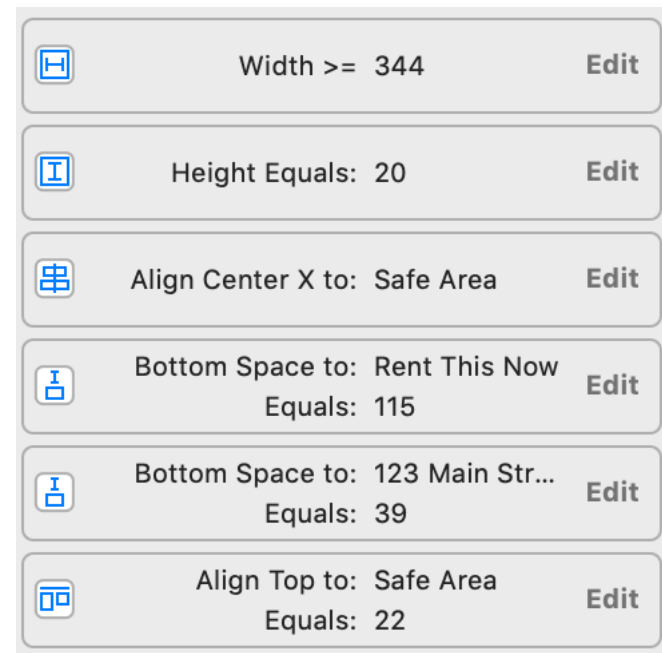 Width >= 344 Edit
Height Equals: 20 Edit
Align Center X to: Safe Area Edit
Bottom Space to: Rent This Now
Equals: 115 Edit
Bottom Space to: 123 Main Str...
Equals: 39 Edit
Align Top to: Safe Area
Equals: 22 Edit